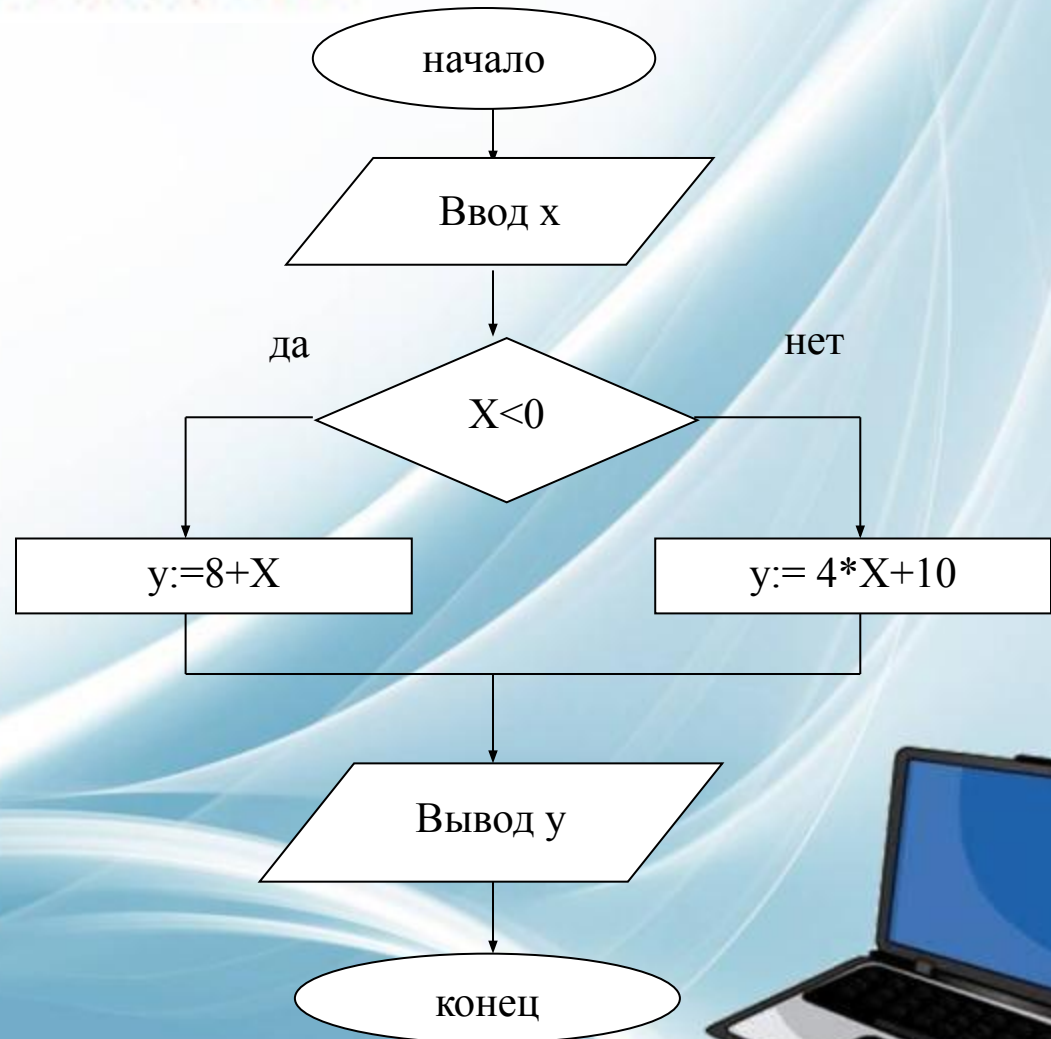 начало
Ввод x
да
нет
X<0
y:=8+X
y:= 4*X+10
Вывод y
конец